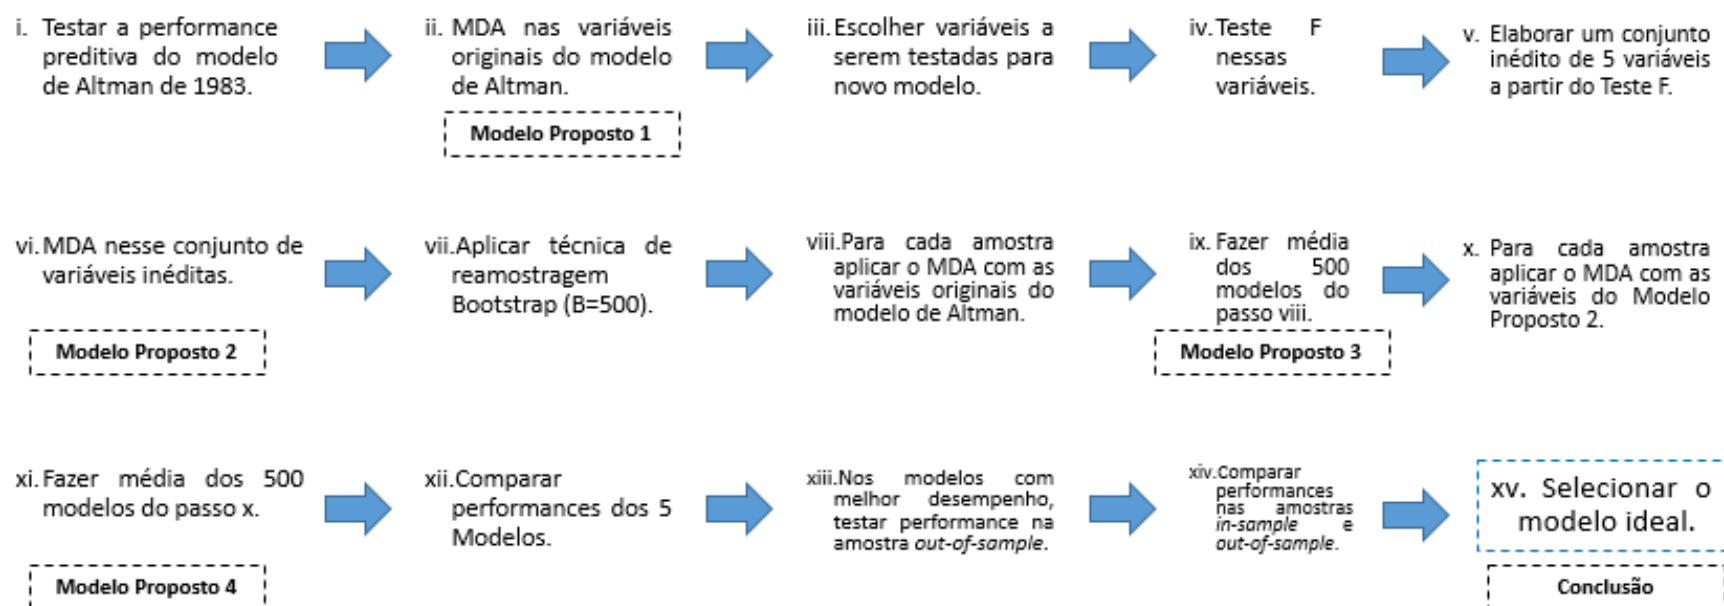 i. Testar a performance
preditiva do modelo
de Altman de 1983.
ii. MDA nas variáveis
originais do modelo
de Altman.
Modelo Proposto 1
iii. Escolher variáveis a
serem testadas para
novo modelo.
iv. Teste F
nessas
variáveis.
v. Elaborar um conjunto
inédito de 5 variáveis
a partir do Teste F.
vi. MDA nesse conjunto de
variáveis inéditas.
Modelo Proposto 2
vii. Aplicar técnica de
reamostragem
Bootstrap (B=500).
viii. Para cada amostra
aplicar o MDA com as
variáveis originais do
modelo de Altman.
ix. Fazer média
dos 500
modelos do
passo viii.
Modelo Proposto 3
x. Para cada amostra
aplicar o MDA com as
variáveis do Modelo
Proposto 2.
xi. Fazer média dos 500
modelos do passo x.
Modelo Proposto 4
xii. Comparar
performances dos 5
Modelos.
xiii. Nos modelos com
melhor desempenho,
testar performance na
amostra out-of-sample.
xiv. Comparar
performances
nas amostras
in-sample e
out-of-sample.
xv. Selecionar o
modelo ideal.
Conclusão